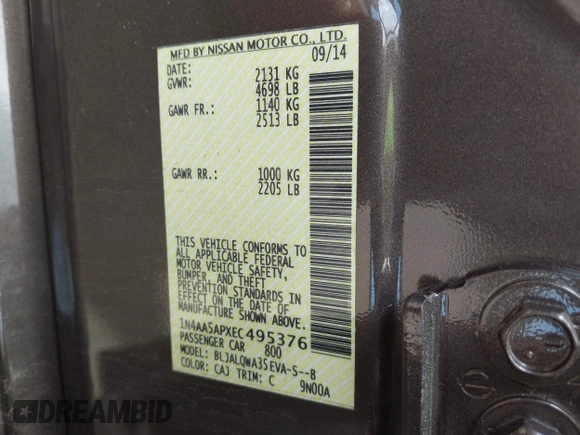 MFD BY NISSAN MOTOR CO., LTD.
DATE: 09/14
GVWR: 2131 KG
4698 LB
GAWR FR.: 1140 KG
2513 LB
GAWR RR.: 1000 KG
2205 LB
THIS VEHICLE CONFORMS TO
ALL APPLICABLE FEDERAL
MOTOR VEHICLE SAFETY,
BUMPER, AND THEFT
PREVENTION STANDARDS IN
EFFECT ON THE DATE OF
MANUFACTURE SHOWN ABOVE.
1N4AA5APXEC495376
PASSENGER CAR 800
MODEL: BLJALQWA35EVA-S--B
COLOR: CAJ TRIM: C 9N00A
DREAMBID